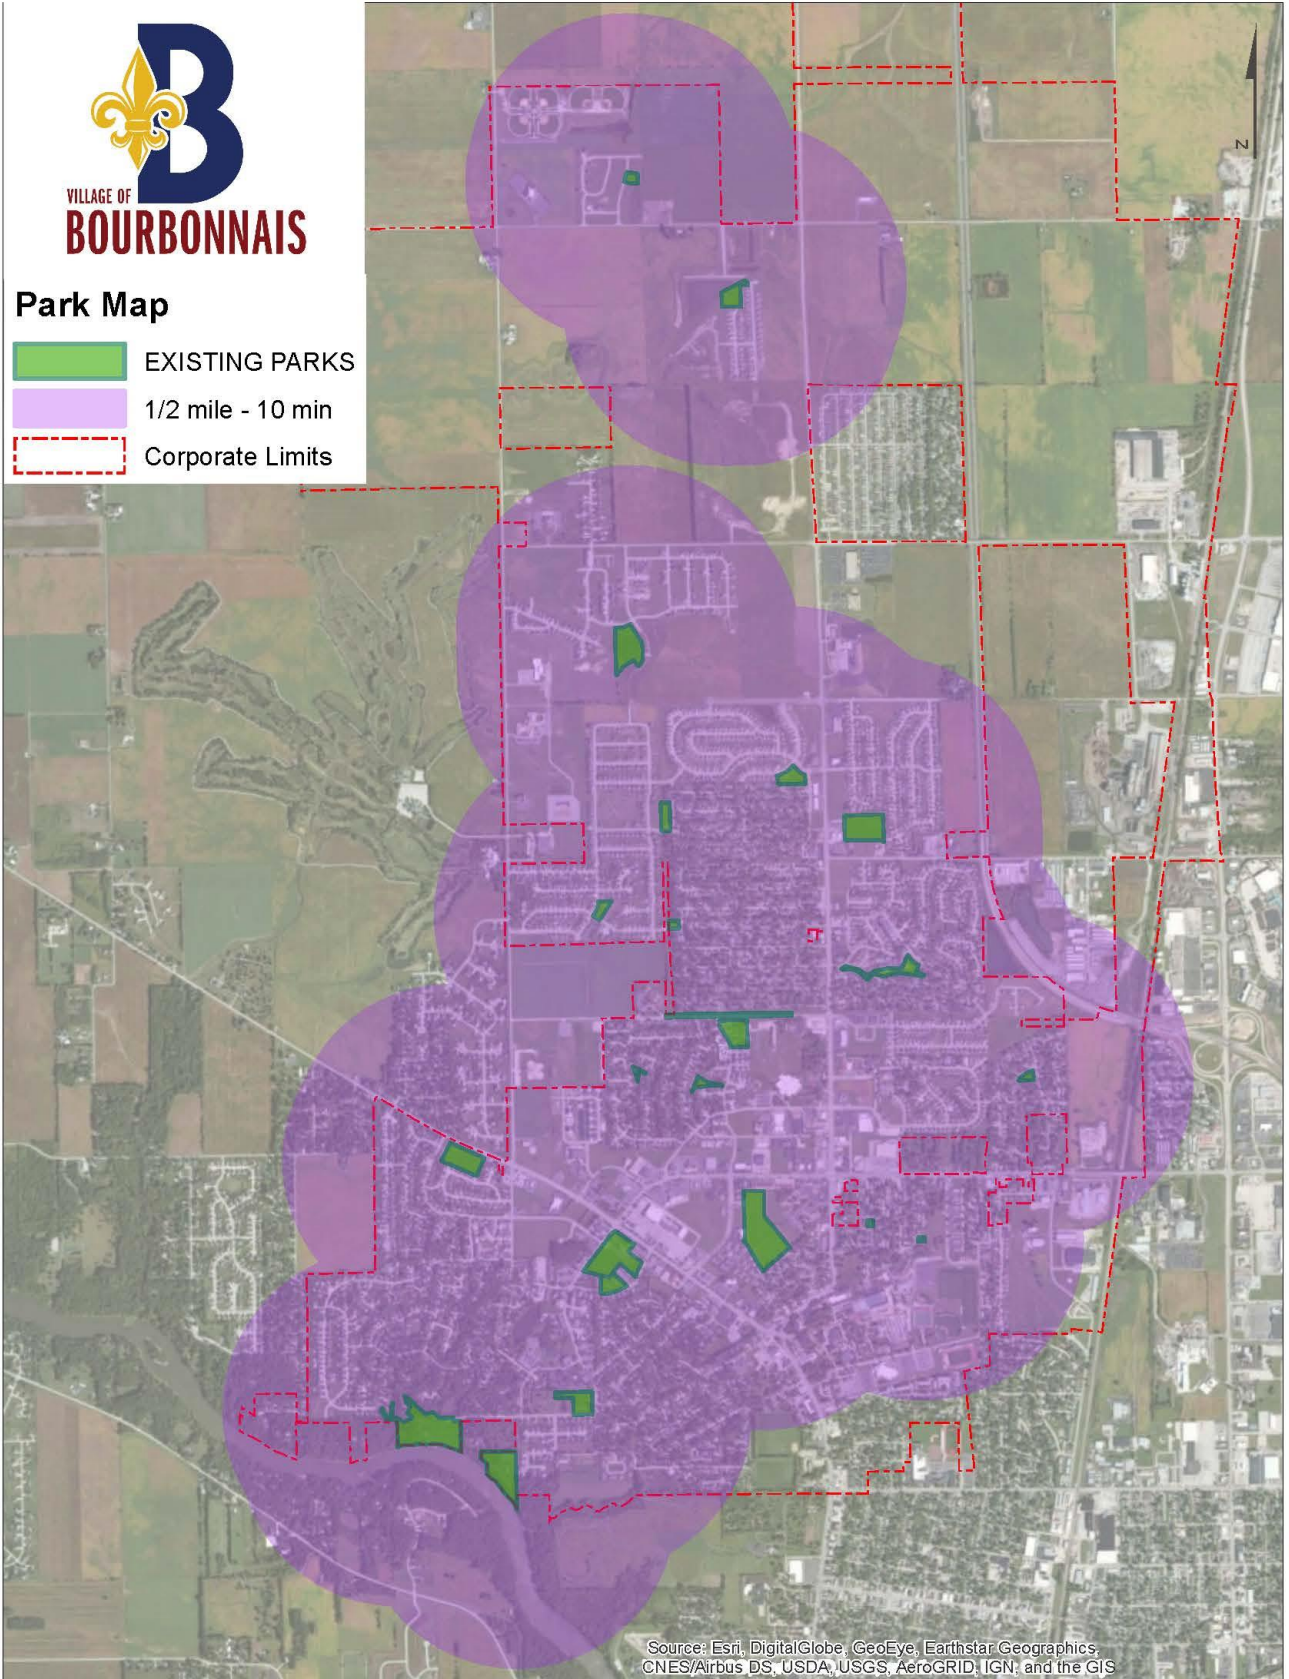 B
VILLAGE OF
BOURBONNAIS
Park Map
EXISTING PARKS
1/2 mile - 10 min
Corporate Limits
N
Source: Esri, DigitalGlobe, GeoEye, Earthstar Geographics,
CNES/Airbus DS, USDA, USGS, AeroGRID, IGN, and the GIS